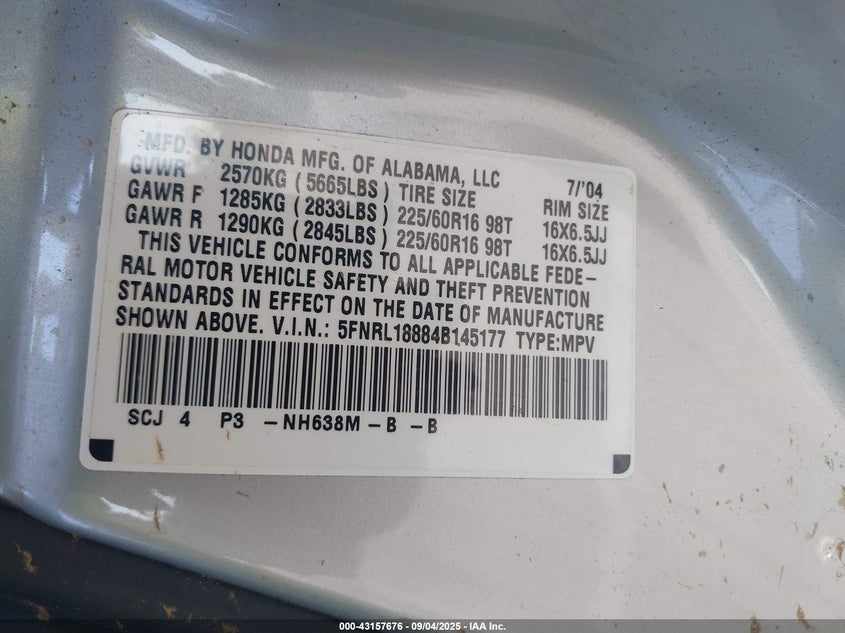 MFD. BY HONDA MFG. OF ALABAMA, LLC 7/'04
GVWR 2570KG (5665LBS) TIRE SIZE RIM SIZE
GAWR F 1285KG (2833LBS) 225/60R16 98T 16X6.5JJ
GAWR R 1290KG (2845LBS) 225/60R16 98T 16X6.5JJ
THIS VEHICLE CONFORMS TO ALL APPLICABLE FEDE-
RAL MOTOR VEHICLE SAFETY AND THEFT PREVENTION
STANDARDS IN EFFECT ON THE DATE OF MANUFACTURE
SHOWN ABOVE. V.I.N.: 5FNRL18884B145177 TYPE:MPV
SCJ 4 P3 -NH638M-B -B
000-43157676 - 09/04/2025 - IAA Inc.